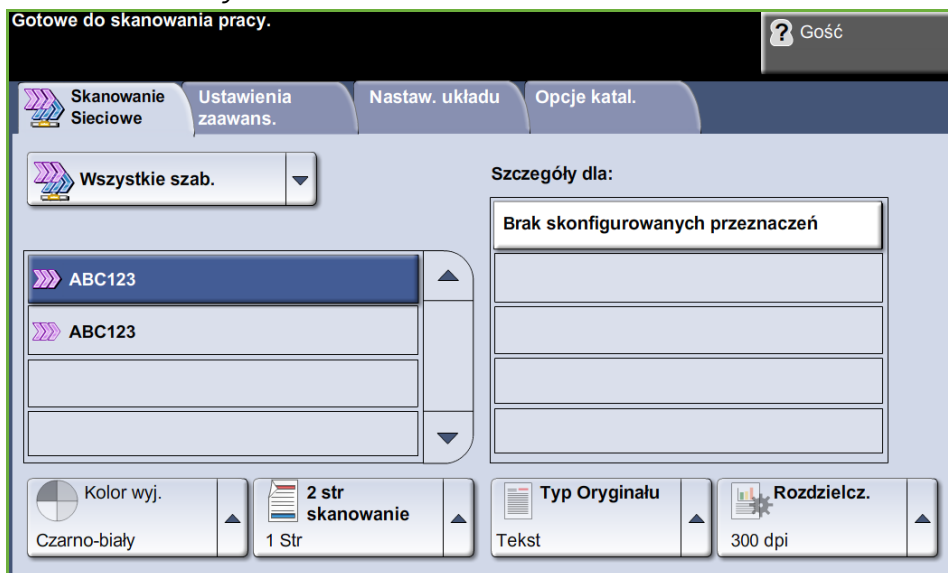 Gotowe do skanowania pracy.
Gość
Skanowanie
Sieciowe
Ustawienia
zaawans.
Nastaw. układu
Opcje katal.
Wszystkie szab.
Szczegóły dla:
Brak skonfigurowanych przeznaczeń
ABC123
ABC123
Kolor wyj.
Czarno-biały
2 str
skanowanie
1 Str
Typ Oryginału
Tekst
Rozdzielcz.
300 dpi